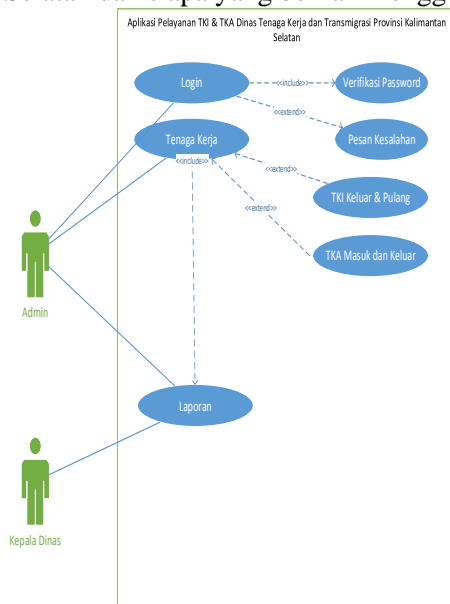 Aplikasi Pelayanan TKI & TKA Dinas Tenaga Kerja dan Transmigrasi Provinsi Kalimantan
Selatan
Login
<<include>>
Verifikasi Password
<<extend>>
Pesan Kesalahan
Tenaga Kerja
<<include>>
<<extend>>
TKI Keluar & Pulang
<<extend>>
TKA Masuk dan Keluar
Admin
Laporan
Kepala Dinas